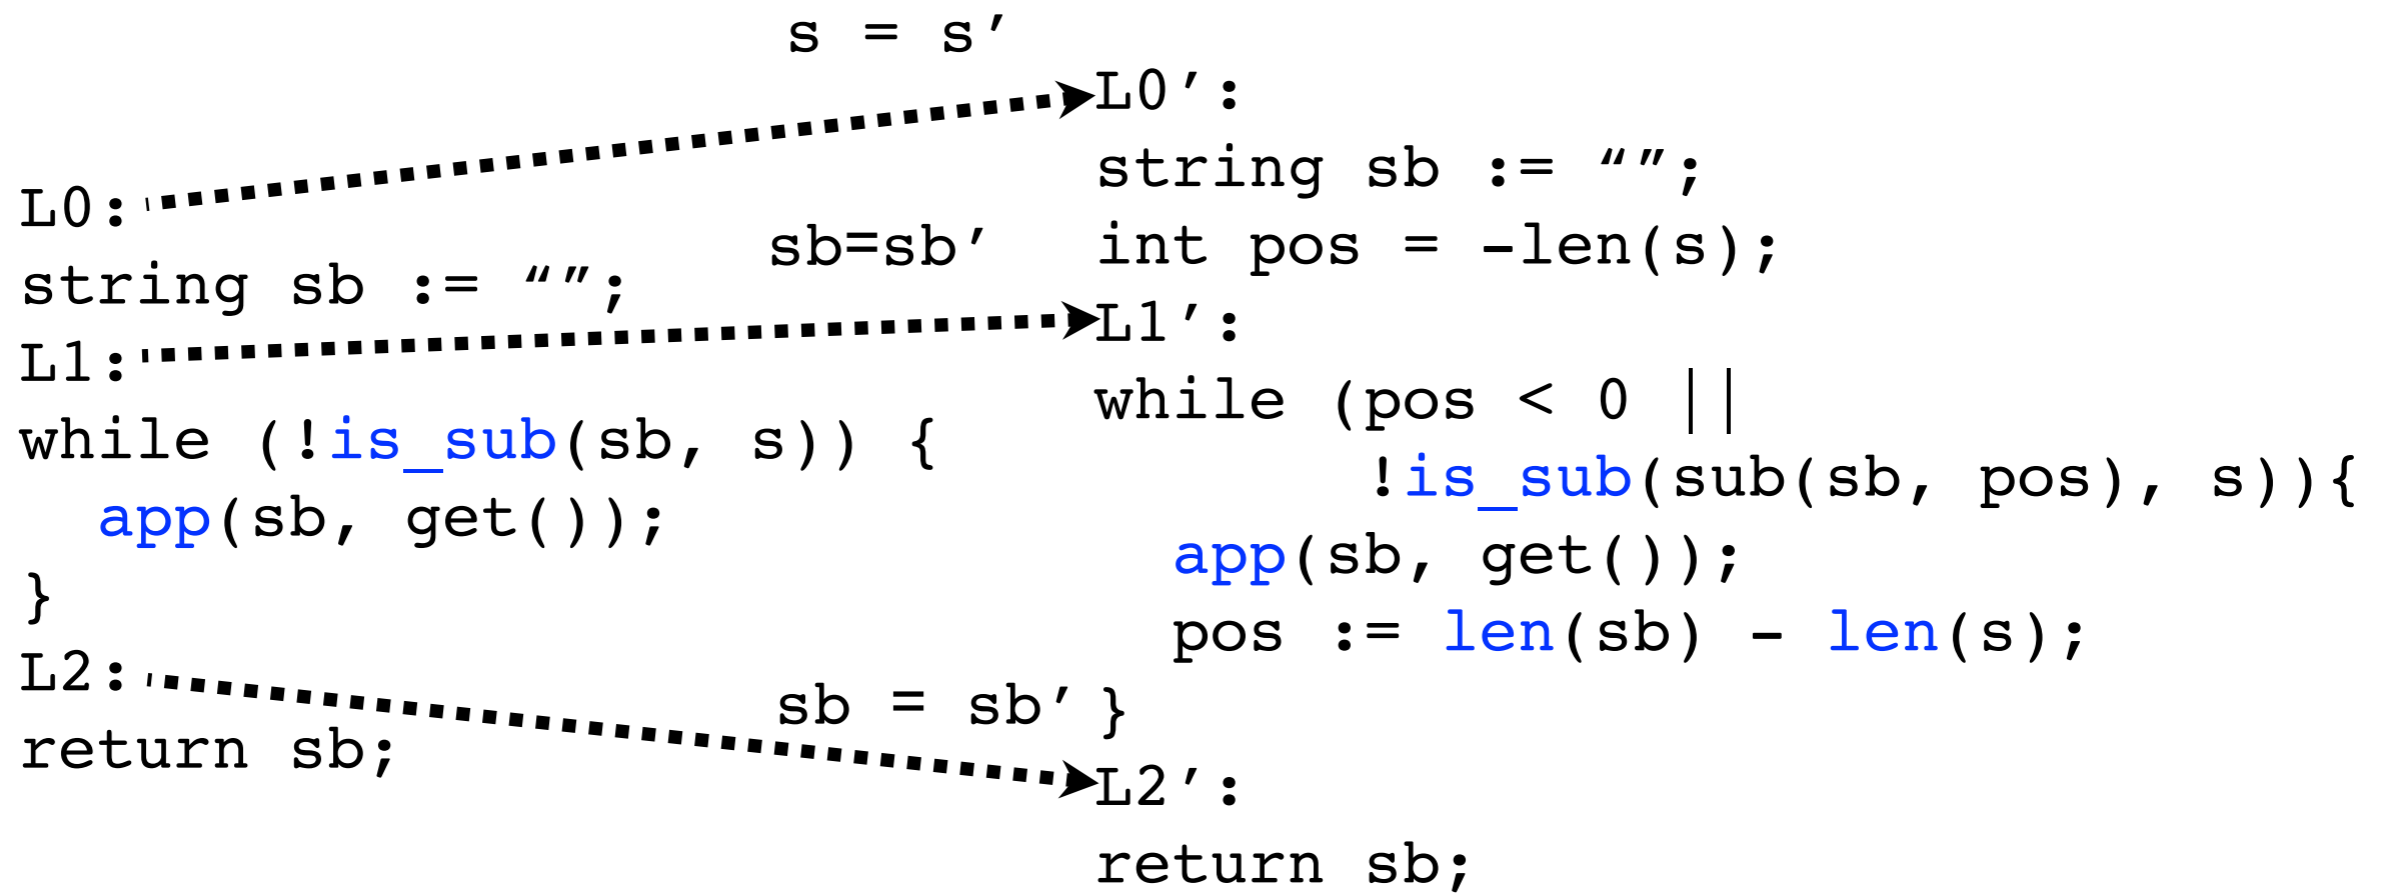 s = s′
L0:
string sb := “”;
L1:
while (!is_sub(sb, s)) {
  app(sb, get());
}
L2:
return sb;
sb=sb′
sb = sb′
L0′:
string sb := “”;
int pos = -len(s);
L1′:
while (pos < 0 ||
       !is_sub(sub(sb, pos), s)){
  app(sb, get());
  pos := len(sb) - len(s);
}
L2′:
return sb;